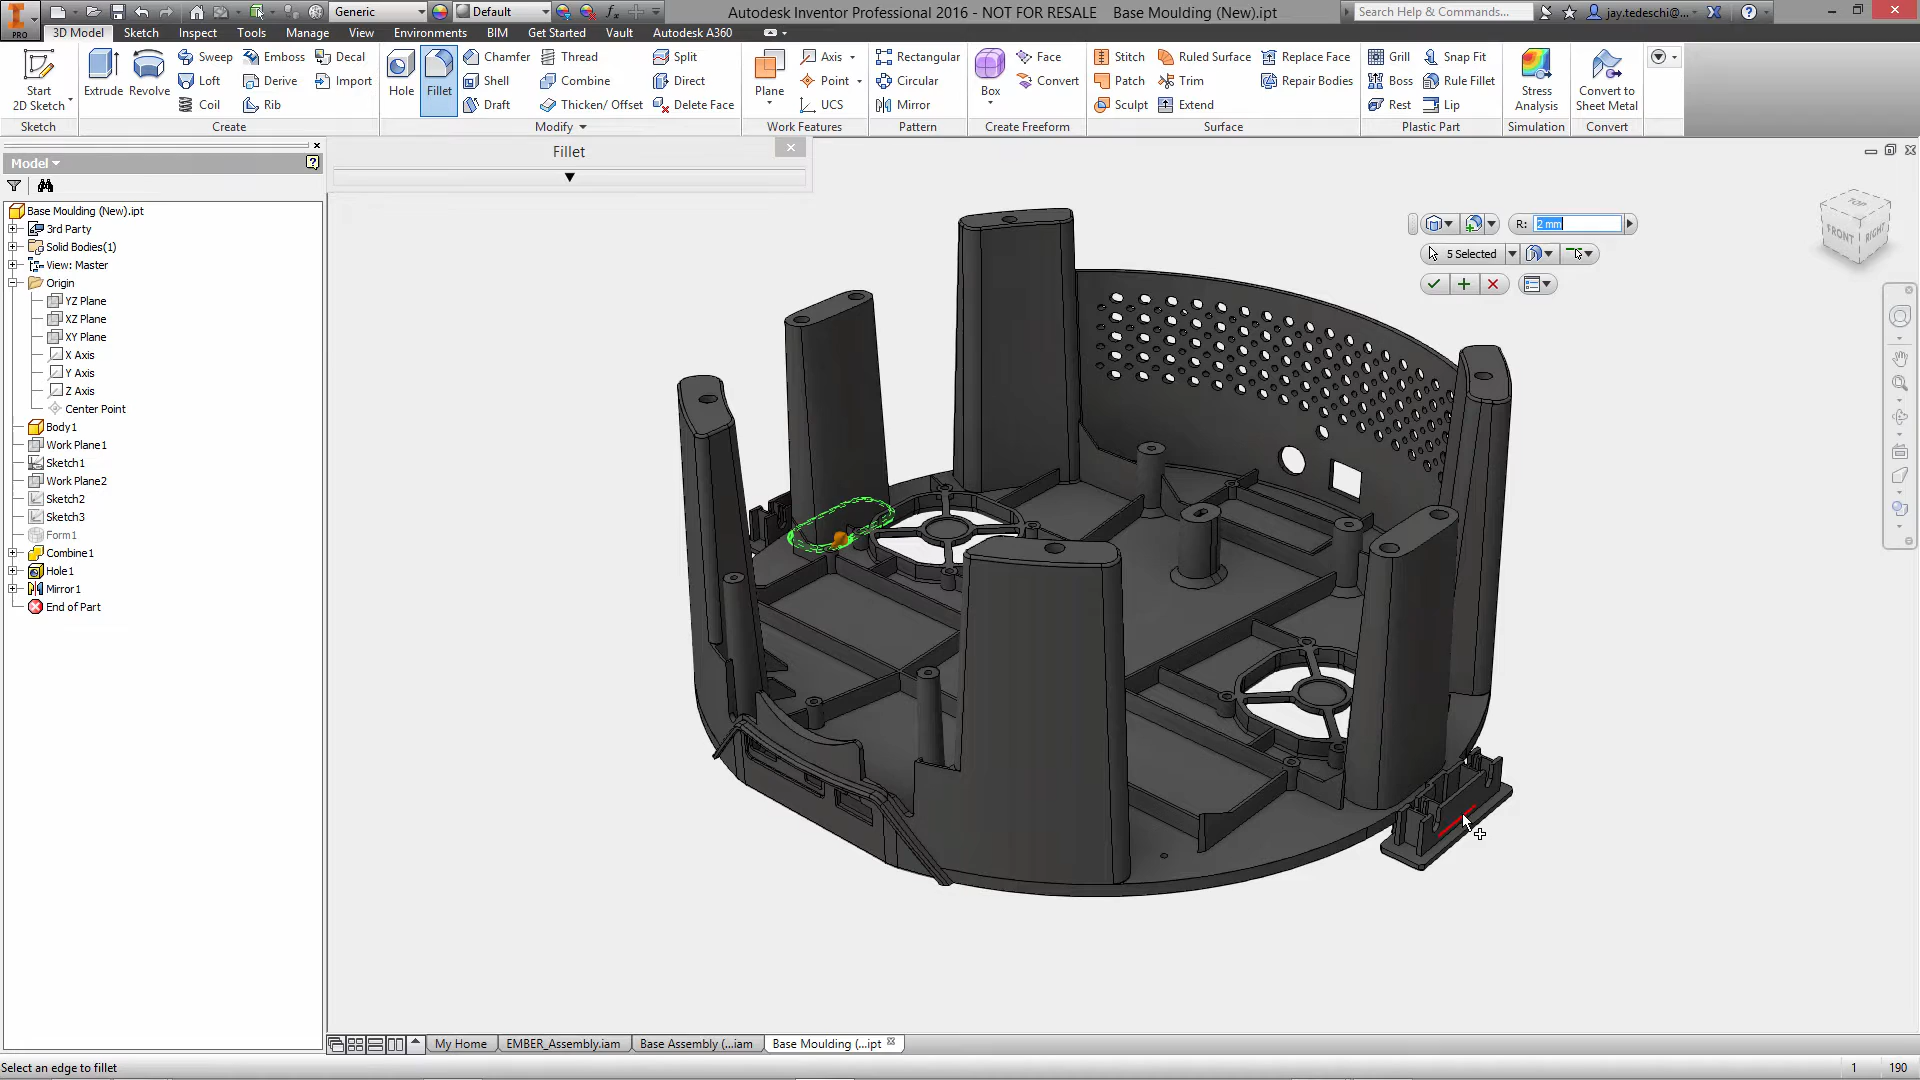 Generic
Default
fx
Autodesk Inventor Professional 2016 - NOT FOR RESALE Base Moulding (New).ipt
Search Help & Commands...
jay.tedeschi@...
PRO
3D Model Sketch Inspect Tools Manage View Environments BIM Get Started Vault Autodesk A360
Start 2D Sketch
Sketch
Extrude Revolve Sweep Loft Coil Emboss Derive Rib Decal Import
Create
Hole Fillet Chamfer Shell Draft Thread Combine Thicken/ Offset Split Direct Delete Face
Modify
Plane Axis Point UCS
Work Features
Rectangular Circular Mirror
Pattern
Box Face Convert
Create Freeform
Stitch Patch Sculpt Ruled Surface Trim Extend Replace Face Repair Bodies
Surface
Grill Boss Rest Snap Fit Rule Fillet Lip
Plastic Part
Stress Analysis
Simulation
Convert to Sheet Metal
Convert
Model
Fillet
Base Moulding (New).ipt
3rd Party
Solid Bodies(1)
View: Master
Origin
YZ Plane
XZ Plane
XY Plane
X Axis
Y Axis
Z Axis
Center Point
Body1
Work Plane1
Sketch1
Work Plane2
Sketch2
Sketch3
Form1
Combine1
Hole1
Mirror1
End of Part
R: 2 mm
5 Selected
TOP
FRONT RIGHT
My Home EMBER_Assembly.iam Base Assembly (...iam Base Moulding (...ipt
Select an edge to fillet
1 190